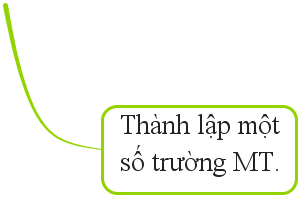 Thành lập một
số trường MT.